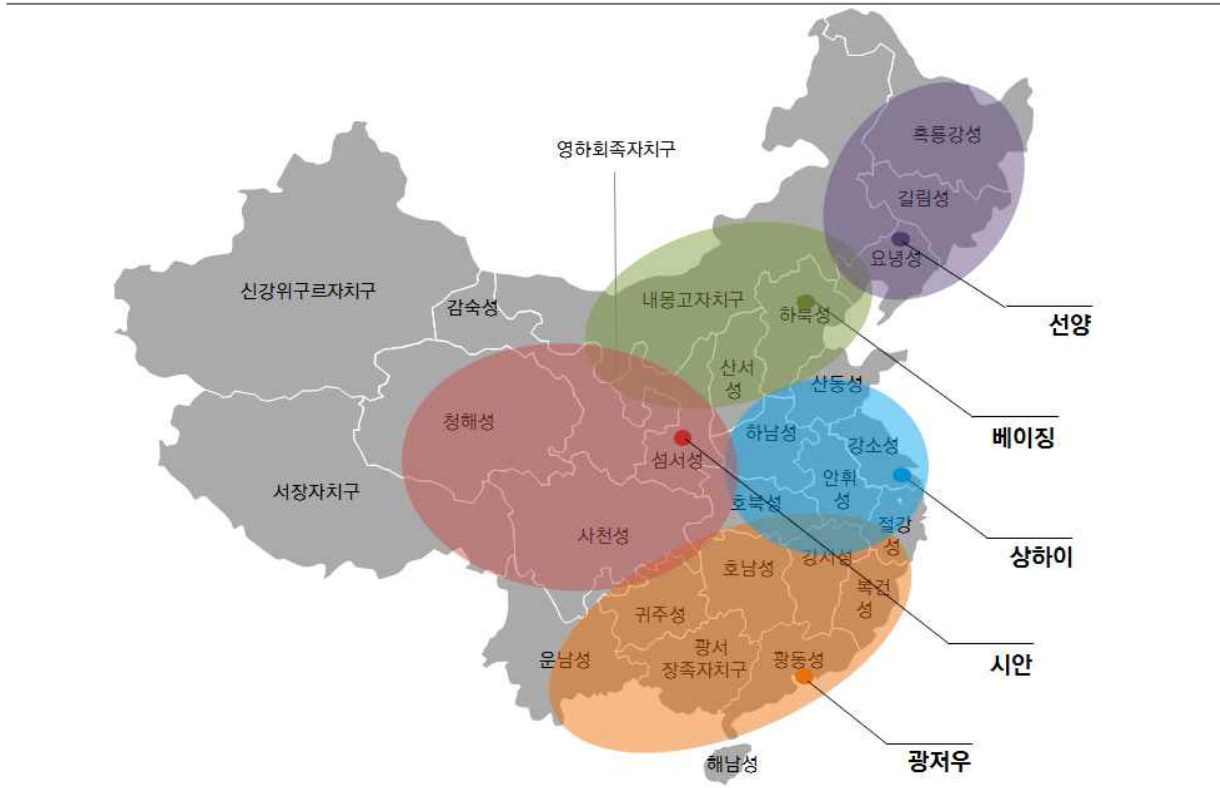 흑룡강성
영하회족자치구
길림성
요녕성
신강위구르자치구
내몽고자치구
감숙성
하북성
선양
산서
성
산동성
청해성
하남성
베이징
강소성
섬서성
안휘
성
서장자치구
호북성
절강
성
사천성
상하이
강서성
호남성
복건
성
귀주성
광서
장족자치구
운남성
광동성
시안
광저우
해남성